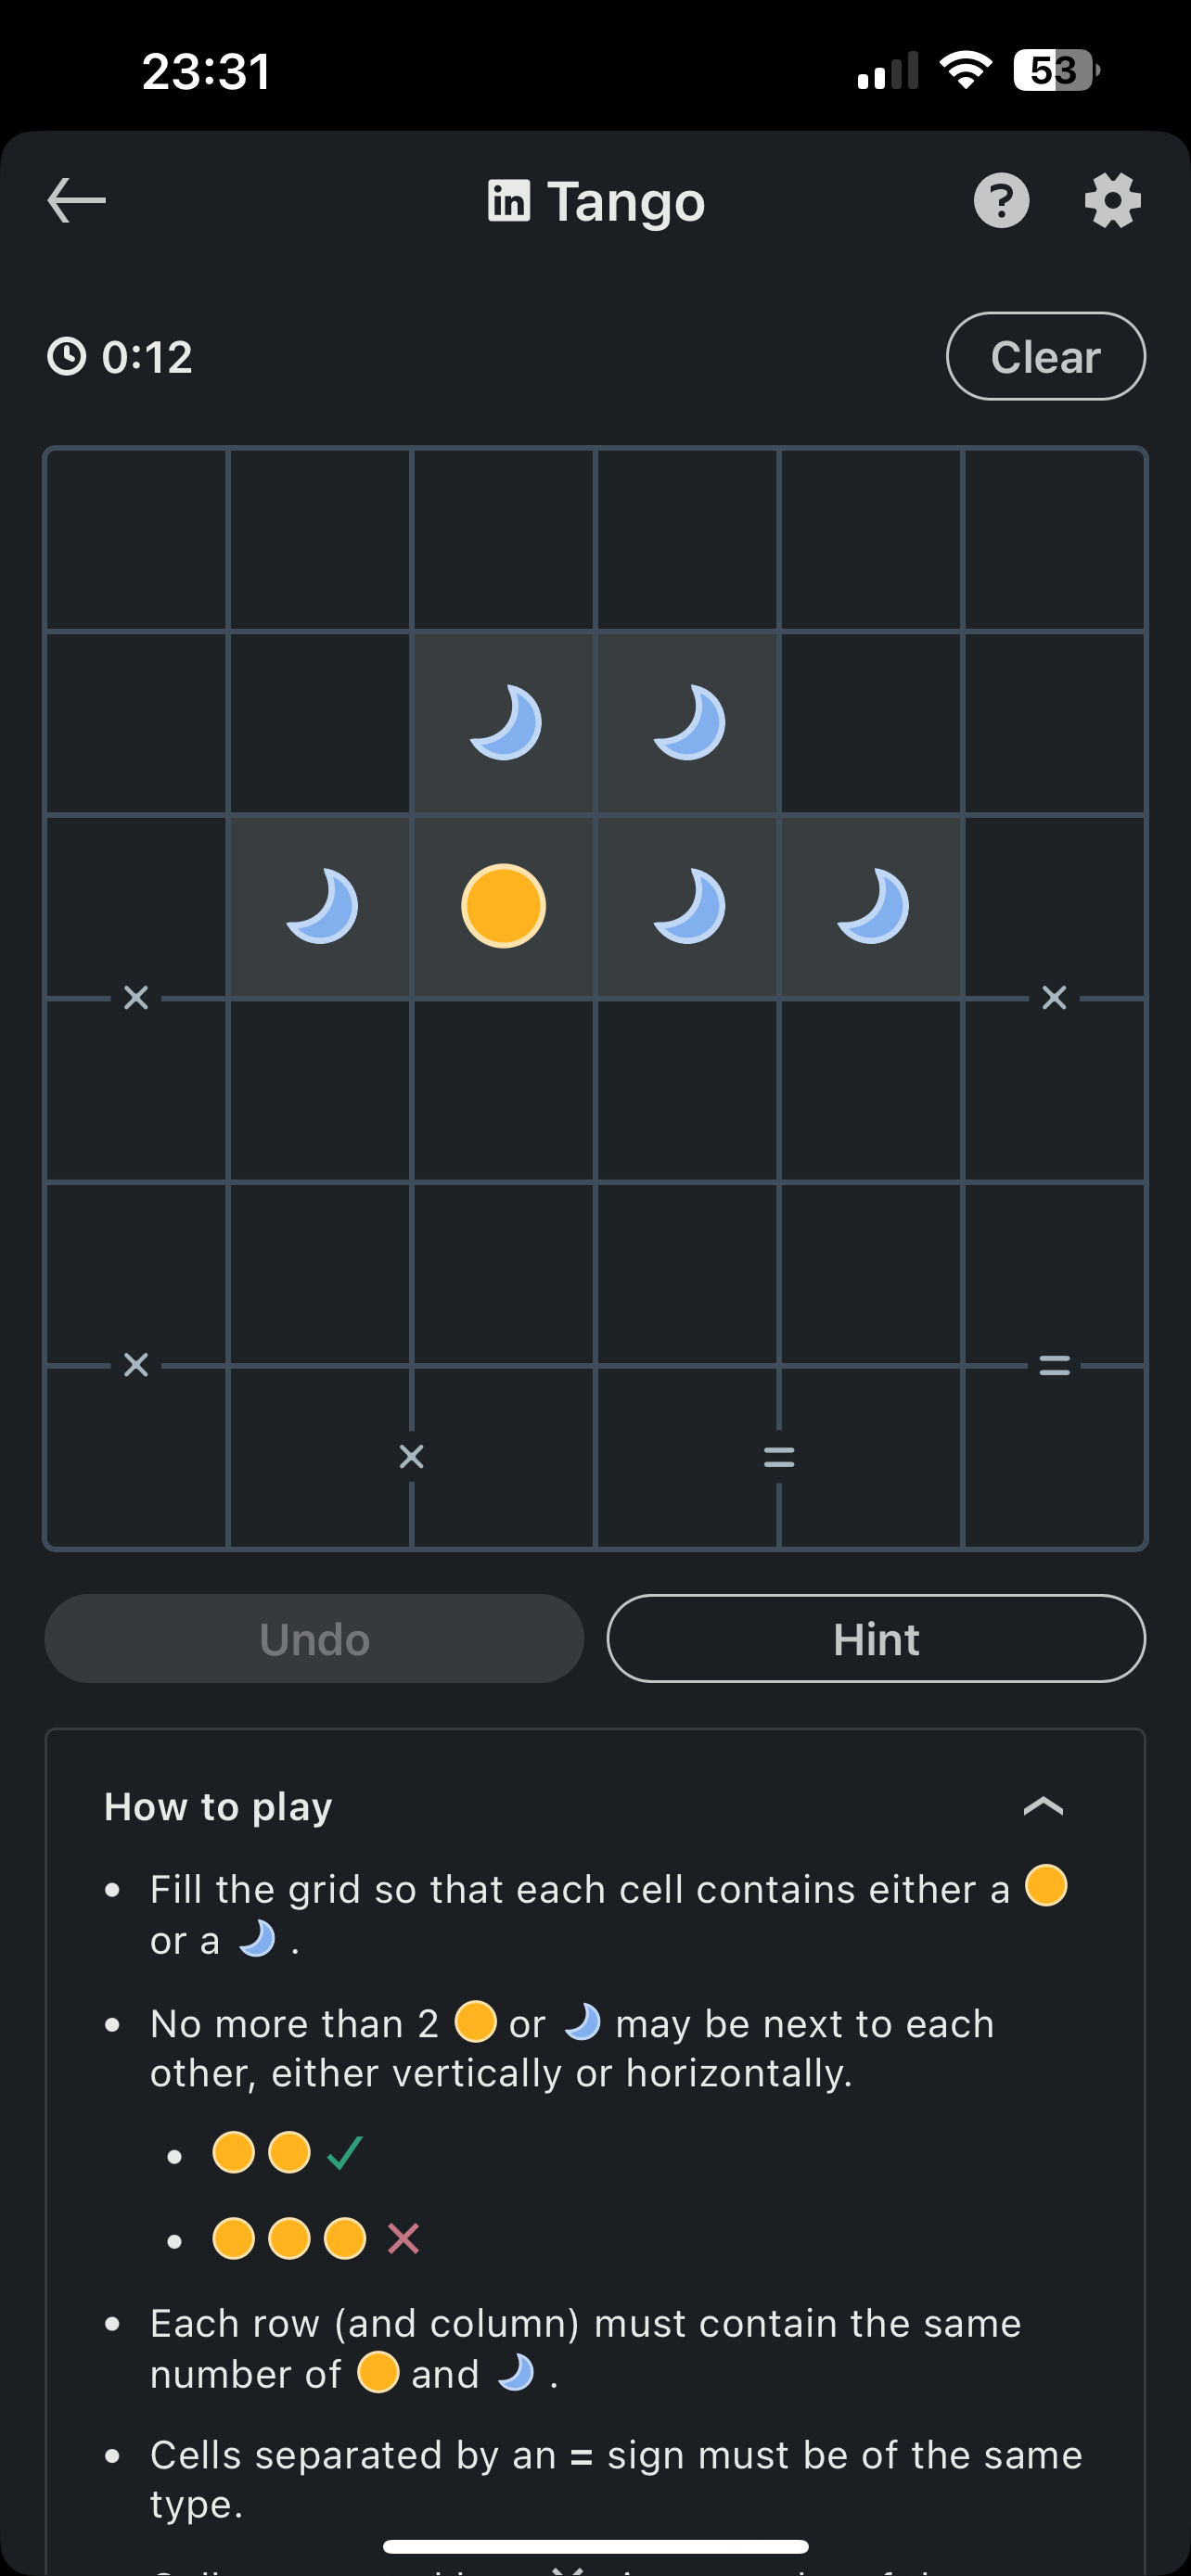 23:31
53
in Tango
?
0:12
Clear
×
×
×
=
×
=
Undo
Hint
How to play
Fill the grid so that each cell contains either a
or a .
No more than 2 or may be next to each
other, either vertically or horizontally.
Each row (and column) must contain the same
number of and .
Cells separated by an = sign must be of the same
type.